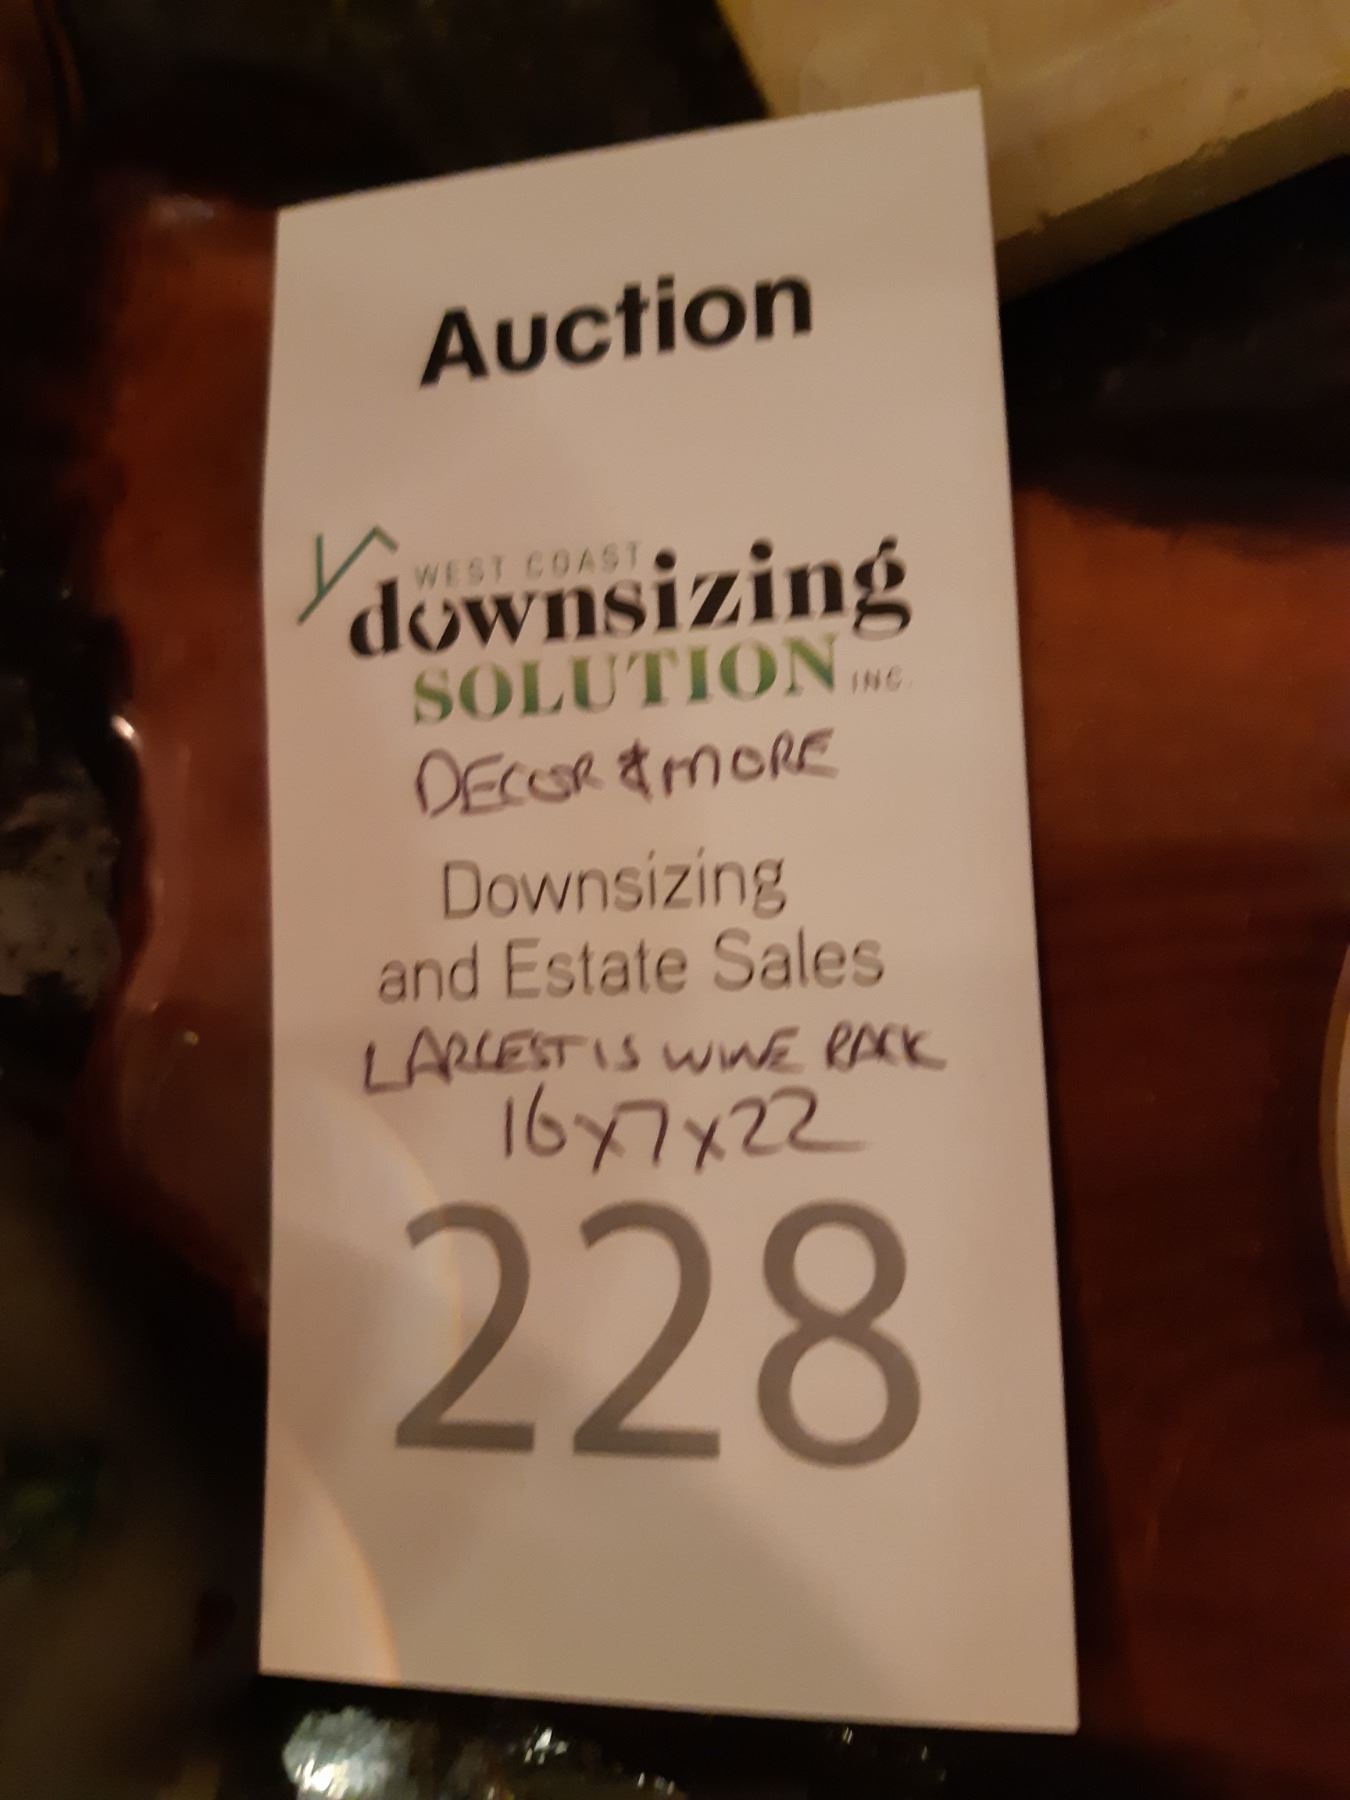 Auction
WEST COAST
downsizing
SOLUTION INC.
DECOR & MORE
Downsizing
and Estate Sales
LARGEST IS WINE RACK
16x7x22
228